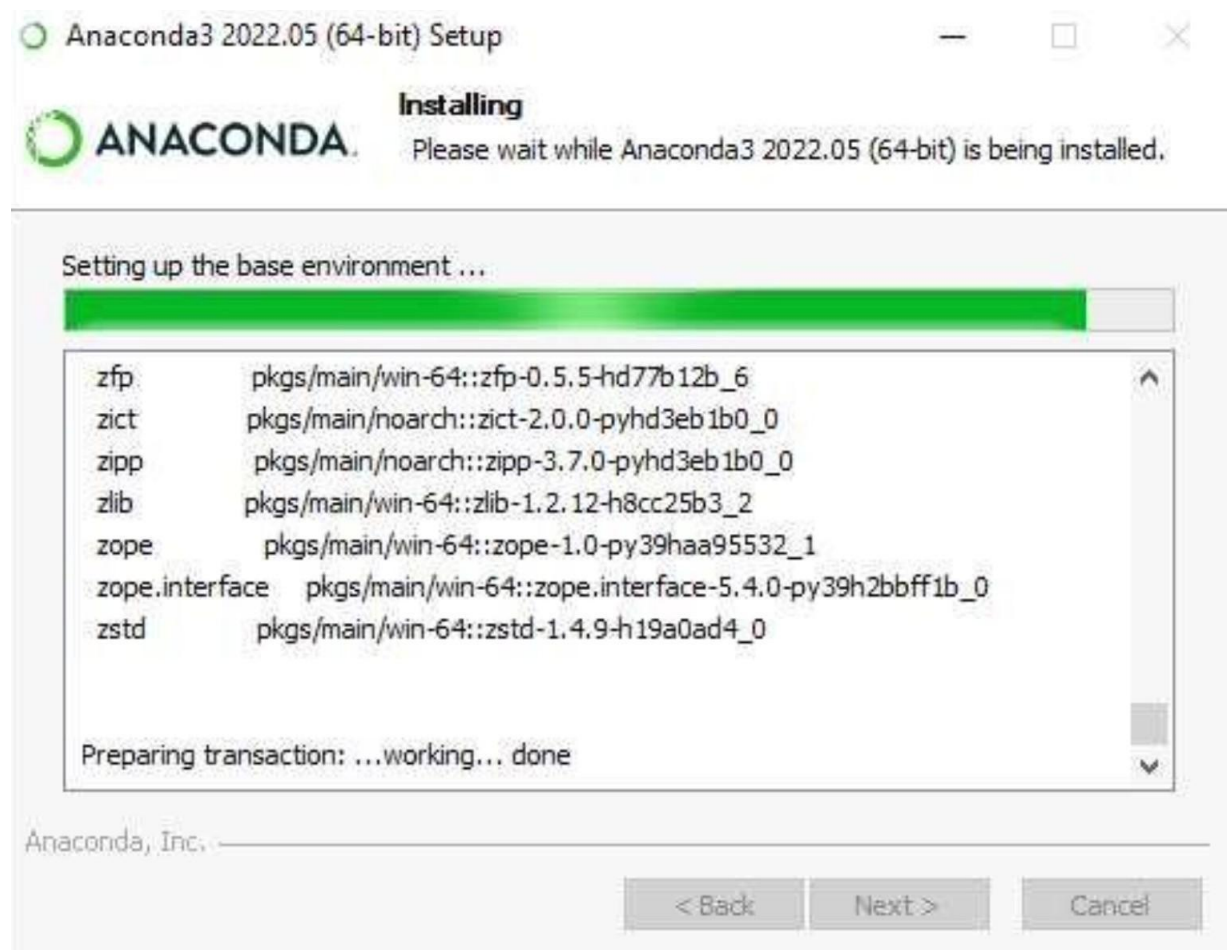 Anaconda3 2022.05 (64-bit) Setup
ANACONDA.
Installing
Please wait while Anaconda3 2022.05 (64-bit) is being installed.
Setting up the base environment ...
zfp pkgs/main/win-64::zfp-0.5.5-hd77b12b_6
zict pkgs/main/noarch::zict-2.0.0-pyhd3eb1b0_0
zipp pkgs/main/noarch::zipp-3.7.0-pyhd3eb1b0_0
zlib pkgs/main/win-64::zlib-1.2.12-h8cc25b3_2
zope pkgs/main/win-64::zope-1.0-py39haa95532_1
zope.interface pkgs/main/win-64::zope.interface-5.4.0-py39h2bbff1b_0
zstd pkgs/main/win-64::zstd-1.4.9-h19a0ad4_0
Preparing transaction: ...working... done
Anaconda, Inc.
< Back Next > Cancel